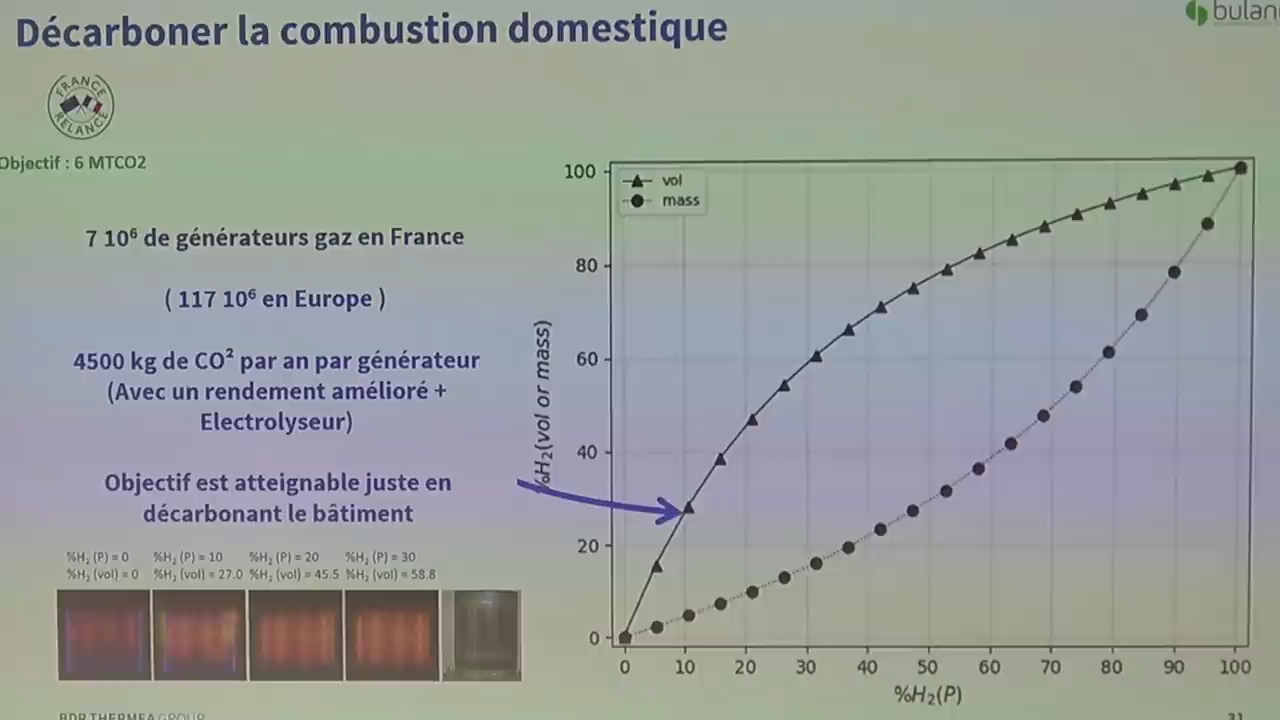 Décarboner la combustion domestique
bulan
FRANCE
RELANCE
Objectif : 6 MTCO2
7 10⁶ de générateurs gaz en France
( 117 10⁶ en Europe )
4500 kg de CO² par an par générateur
(Avec un rendement amélioré +
Electrolyseur)
Objectif est atteignable juste en
décarbonant le bâtiment
%H₂ (P) = 0 %H₂ (P) = 10 %H₂ (P) = 20 %H₂ (P) = 30
%H₂ (vol) = 0 %H₂ (vol) = 27.0 %H₂ (vol) = 45.5 %H₂ (vol) = 58.8
BDR THERMEA GROUP
vol
mass
100
80
60
40
20
0
%H₂(vol or mass)
0 10 20 30 40 50 60 70 80 90 100
%H₂(P)
31